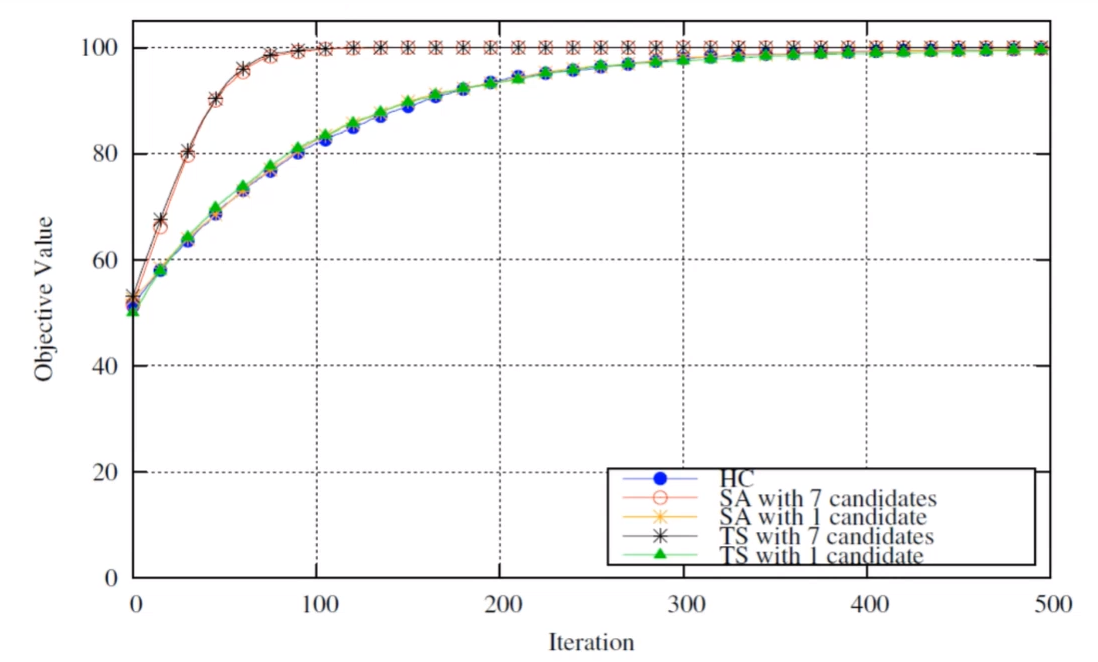 100
80
60
40
20
0
Objective Value
HC
SA with 7 candidates
SA with 1 candidate
TS with 7 candidates
TS with 1 candidate
0 100 200 300 400 500
Iteration